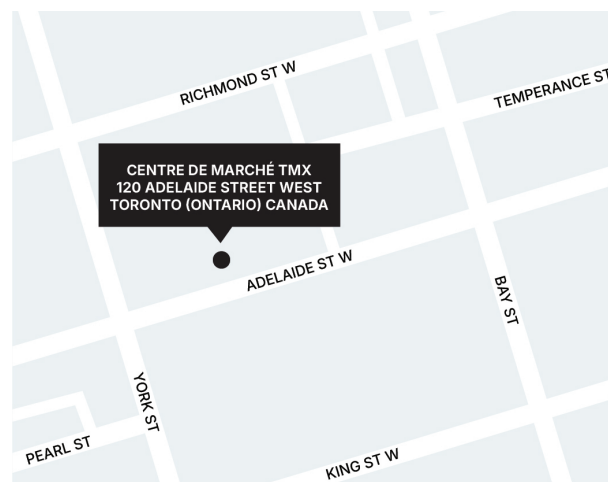 RICHMOND ST W
TEMPERANCE ST
CENTRE DE MARCHÉ TMX
120 ADELAIDE STREET WEST
TORONTO (ONTARIO) CANADA
ADELAIDE ST W
BAY ST
YORK ST
PEARL ST
KING ST W